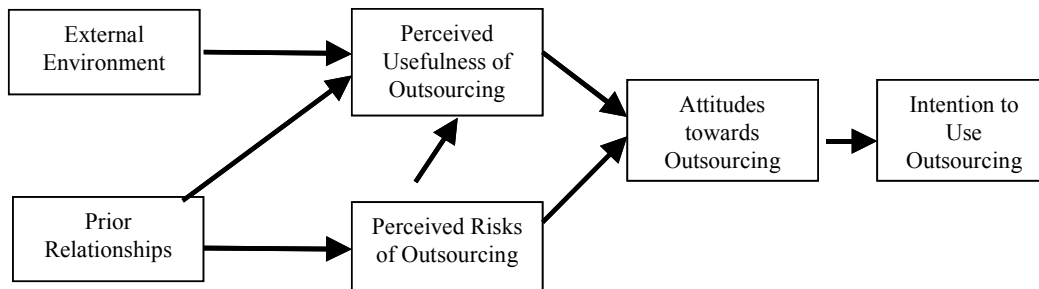 External
Environment
Perceived
Usefulness of
Outsourcing
Attitudes
towards
Outsourcing
Intention to
Use
Outsourcing
Prior
Relationships
Perceived Risks
of Outsourcing